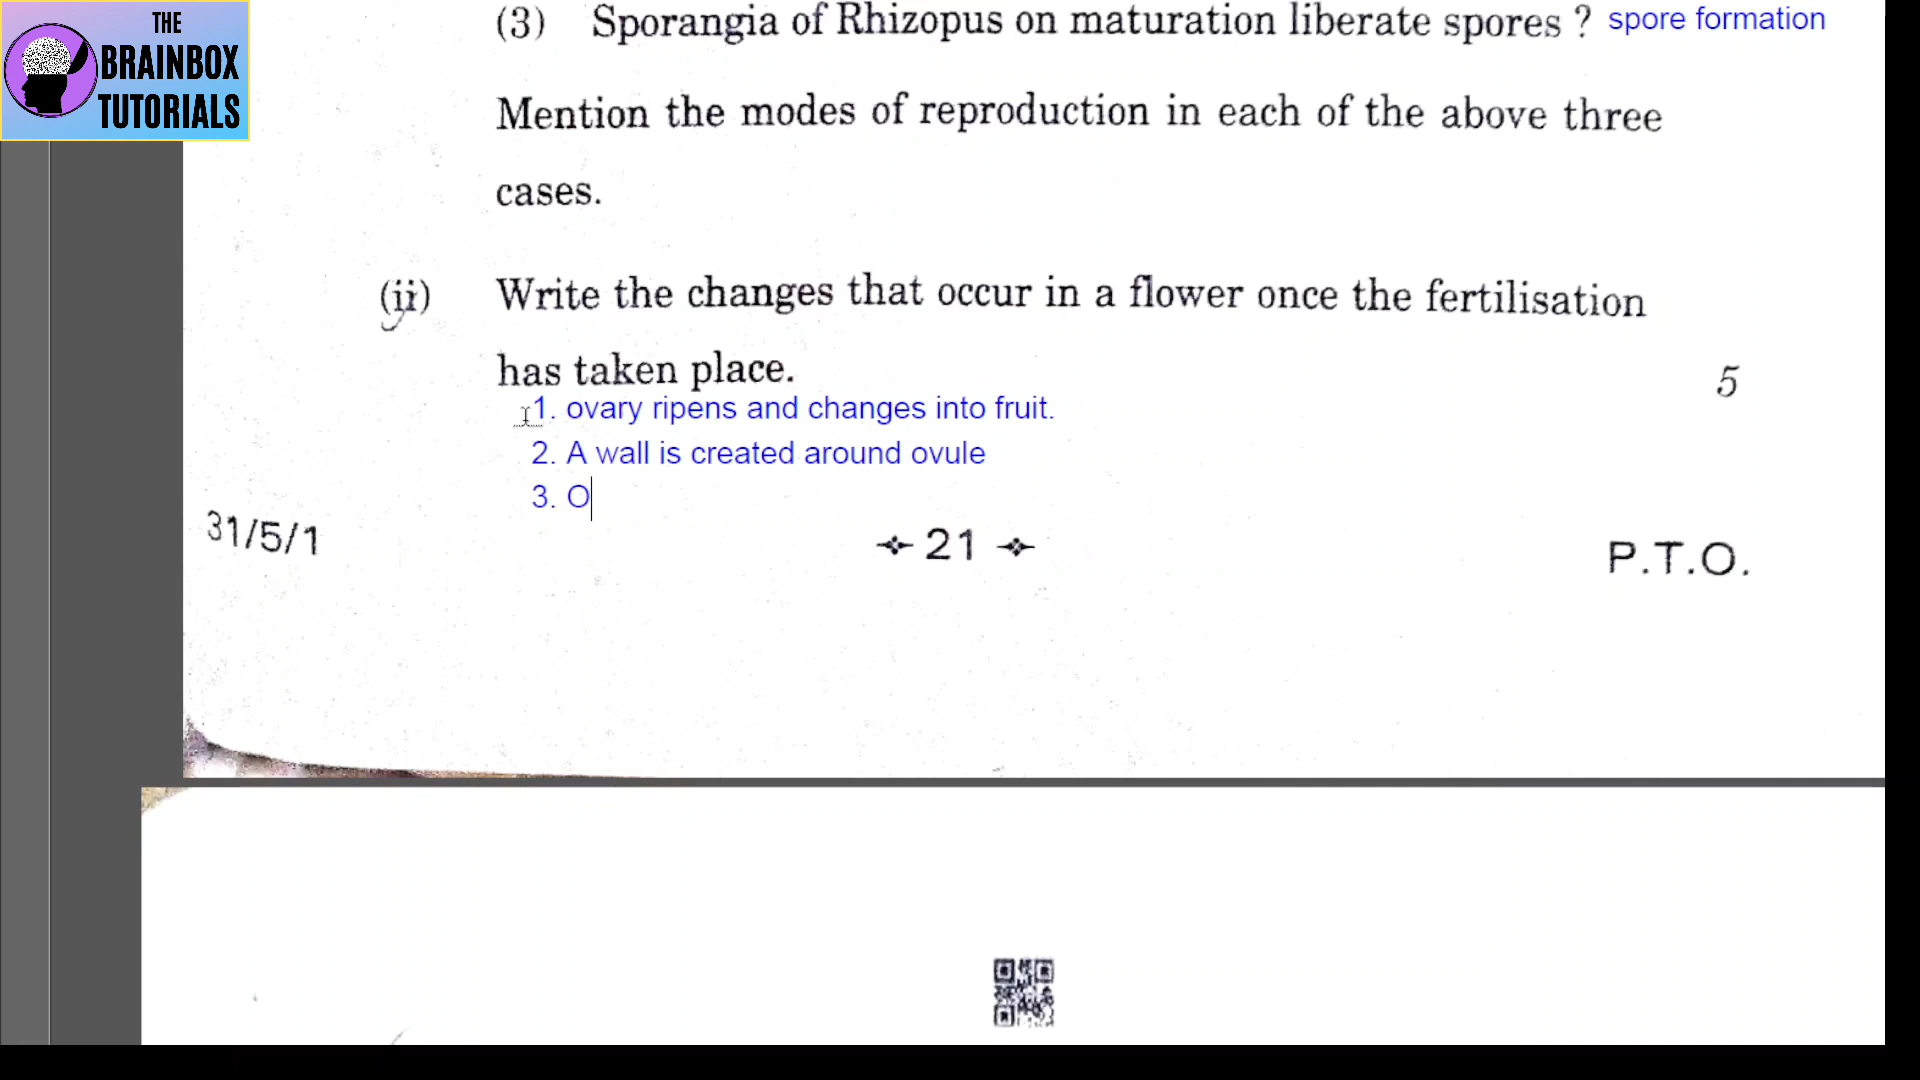 THE
BRAINBOX
TUTORIALS
(3) Sporangia of Rhizopus on maturation liberate spores ? spore formation
Mention the modes of reproduction in each of the above three
cases.
(ii) Write the changes that occur in a flower once the fertilisation
has taken place. 5
1. ovary ripens and changes into fruit.
2. A wall is created around ovule
3. O
31/5/1 21 P.T.O.